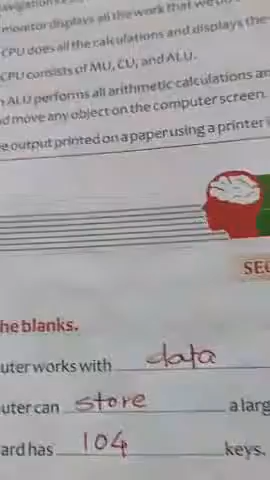 monitor displays all the work that we do
CPU does all the calculations and displays the
CPU consists of MU, CU, and ALU.
ALU performs all arithmetic calculations an
nd move any object on the computer screen.
e output printed on a paper using a printer i
SEC
he blanks.
uter works with data
uter can store a larg
ard has 104 keys.